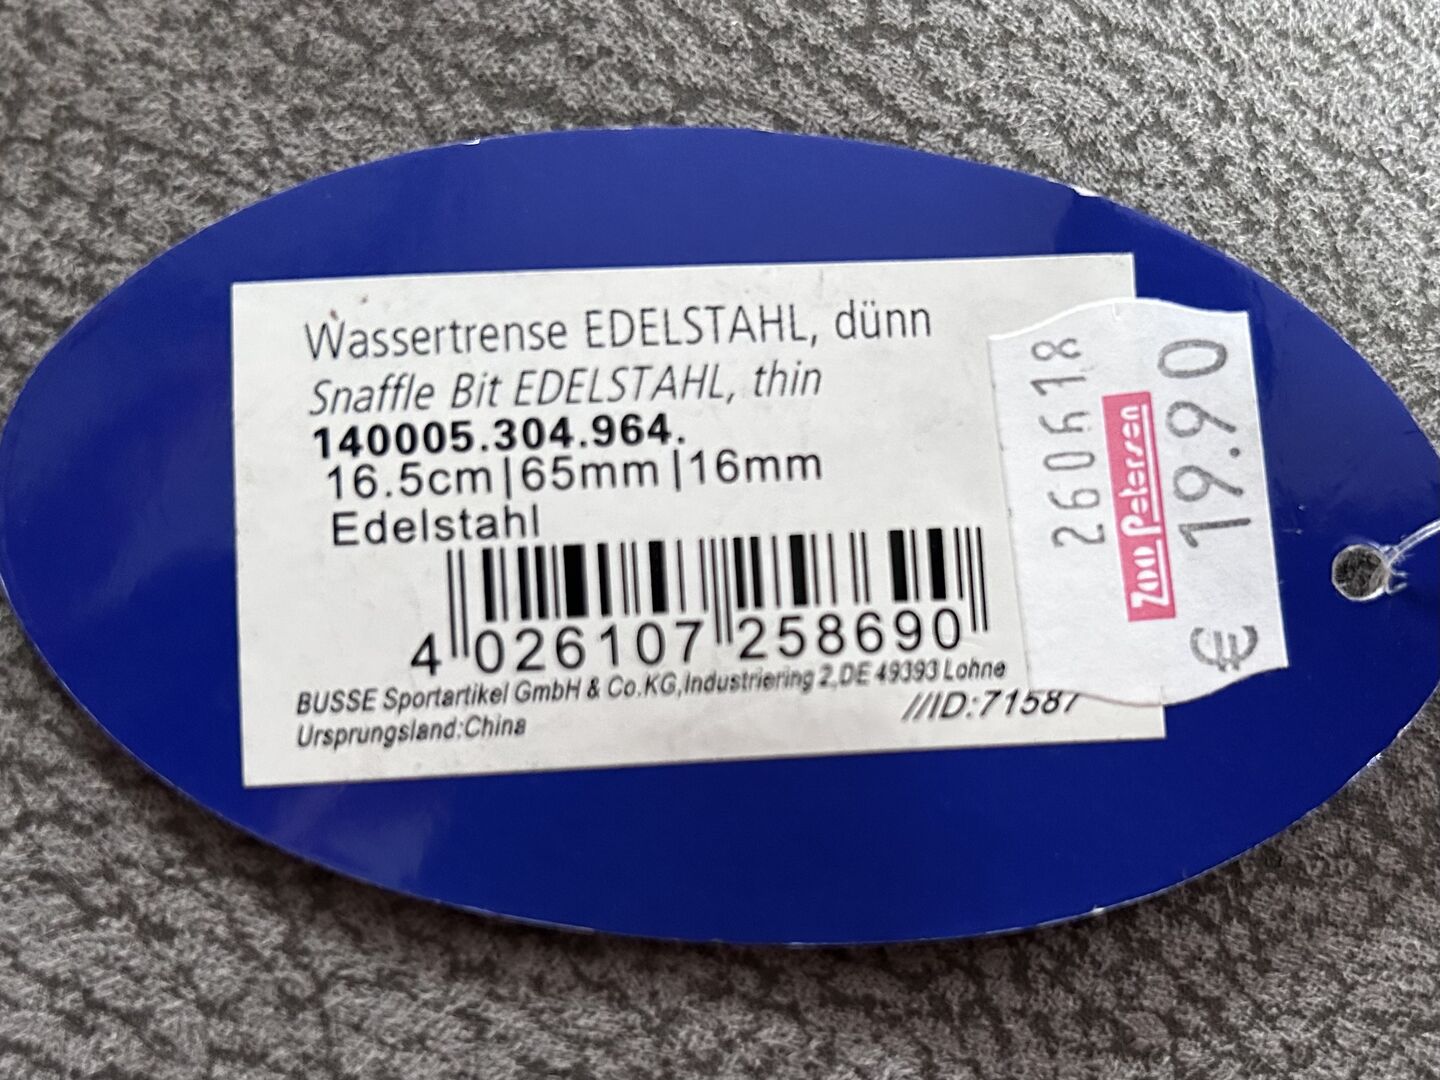 Wassertrense EDELSTAHL, dünn
Snaffle Bit EDELSTAHL, thin
140005.304.964.
16.5cm|65mm|16mm
Edelstahl
4 026107 258690
BUSSE Sportartikel GmbH & Co.KG,Industriering 2,DE 49393 Lohne
Ursprungsland:China
//ID:71587
260618
ZOO Petersen
€ 19.90